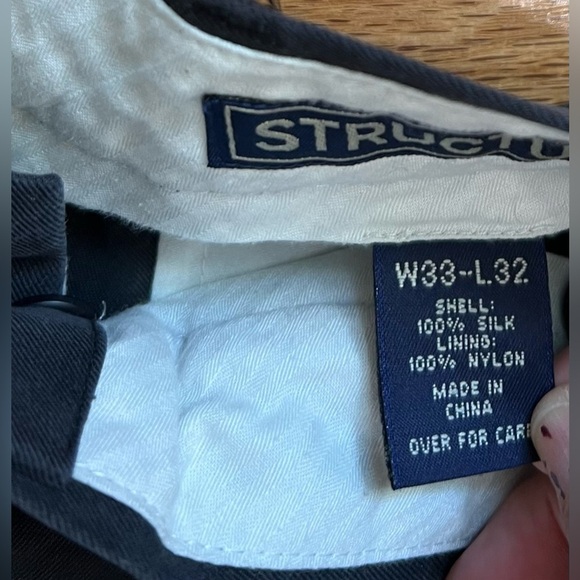 STRUCTU
W33-L32
SHELL:
100% SILK
LINING:
100% NYLON
MADE IN
CHINA
OVER FOR CARE